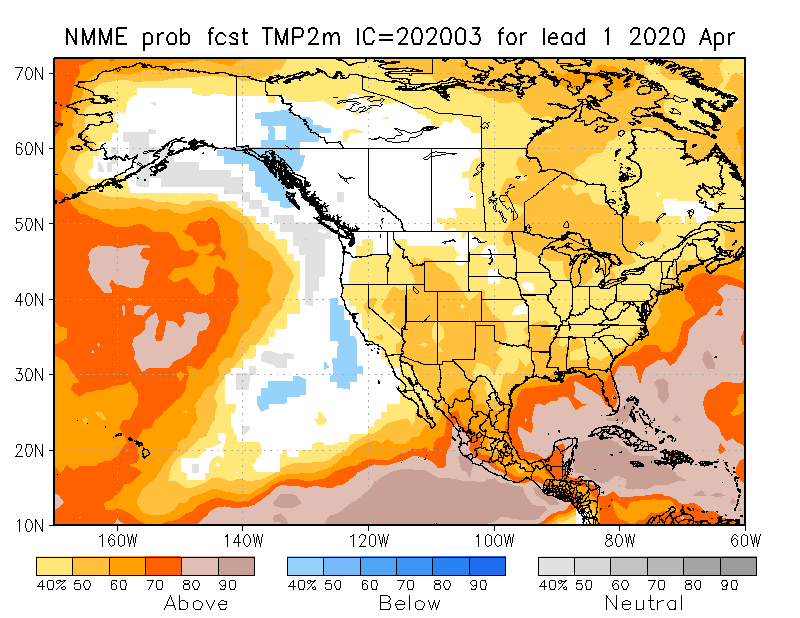 NMME prob fcst TMP2m IC=202003 for lead 1 2020 Apr
70N
60N
50N
40N
30N
20N
10N
160W 140W 120W 100W 80W 60W
40% 50 60 70 80 90 40% 50 60 70 80 90 40% 50 60 70 80 90
Above Below Neutral